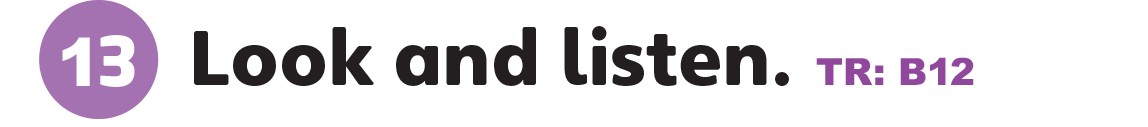 13 Look and listen. TR: B12